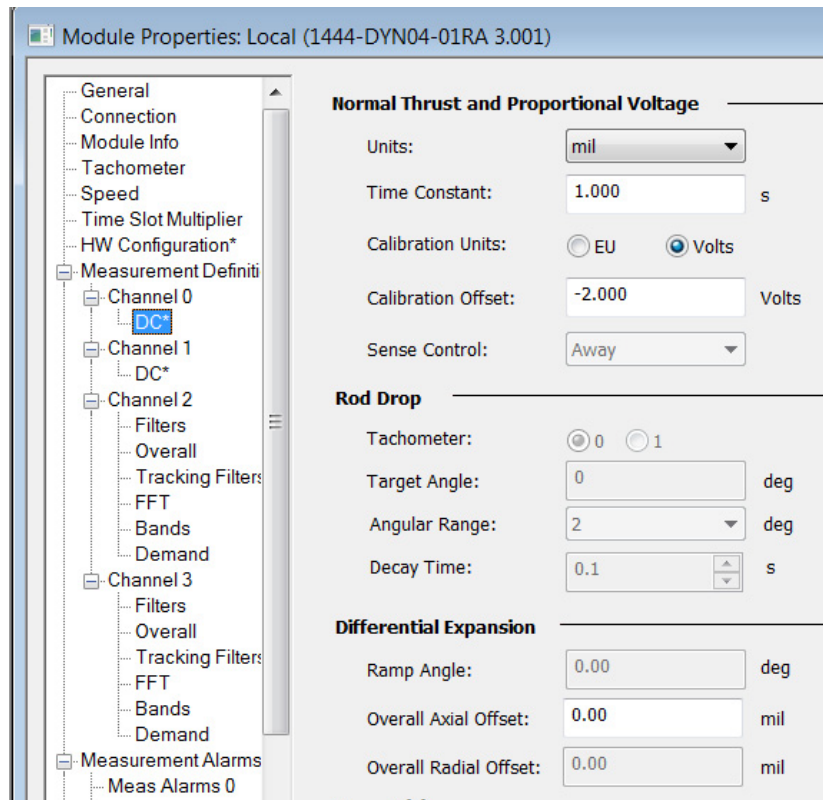 Module Properties: Local (1444-DYN04-01RA 3.001)
General
Connection
Module Info
Tachometer
Speed
Time Slot Multiplier
HW Configuration*
Measurement Definiti
Channel 0
DC*
Channel 1
DC*
Channel 2
Filters
Overall
Tracking Filters
FFT
Bands
Demand
Channel 3
Filters
Overall
Tracking Filters
FFT
Bands
Demand
Measurement Alarms
Meas Alarms 0
Normal Thrust and Proportional Voltage
Units: mil
Time Constant: 1.000 s
Calibration Units: EU Volts
Calibration Offset: -2.000 Volts
Sense Control: Away
Rod Drop
Tachometer: 0 1
Target Angle: 0 deg
Angular Range: 2 deg
Decay Time: 0.1 s
Differential Expansion
Ramp Angle: 0.00 deg
Overall Axial Offset: 0.00 mil
Overall Radial Offset: 0.00 mil